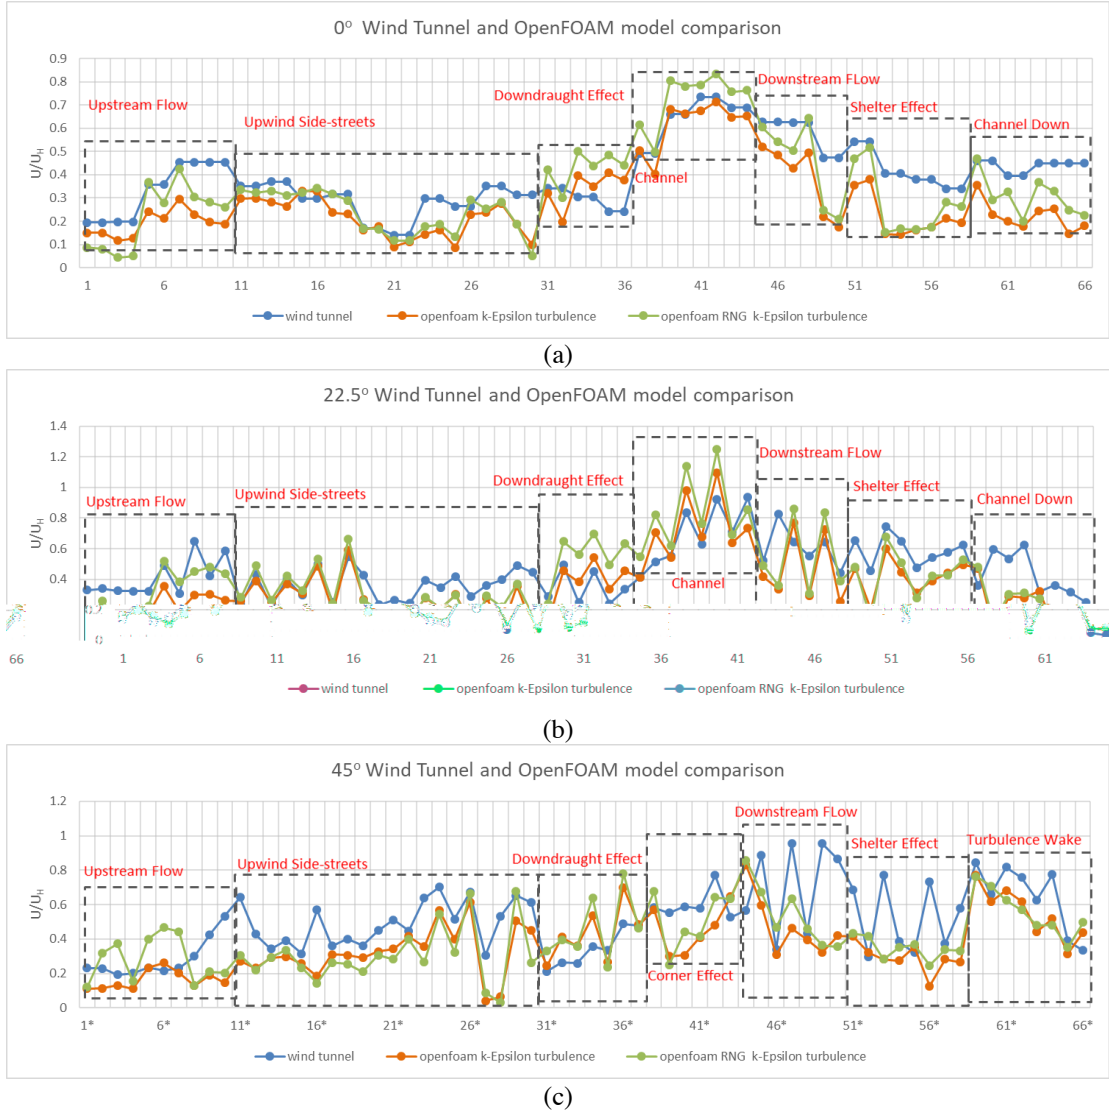 0° Wind Tunnel and OpenFOAM model comparison
0.9
0.8
0.7
0.6
0.5
0.4
0.3
0.2
0.1
0
U/U_H
Upstream Flow
Upwind Side-streets
Downdraught Effect
Channel
Downstream FLow
Shelter Effect
Channel Down
1 6 11 16 21 26 31 36 41 46 51 56 61 66
wind tunnel openfoam k-Epsilon turbulence openfoam RNG k-Epsilon turbulence
(a)
22.5° Wind Tunnel and OpenFOAM model comparison
1.4
1.2
1
0.8
0.6
0.4
U/U_H
Upstream Flow
Upwind Side-streets
Downdraught Effect
Channel
Downstream FLow
Shelter Effect
Channel Down
66 1 6 11 16 21 26 31 36 41 46 51 56 61
wind tunnel openfoam k-Epsilon turbulence openfoam RNG k-Epsilon turbulence
(b)
45° Wind Tunnel and OpenFOAM model comparison
1.2
1
0.8
0.6
0.4
0.2
0
U/U_H
Upstream Flow
Upwind Side-streets
Downdraught Effect
Corner Effect
Downstream FLow
Shelter Effect
Turbulence Wake
1* 6* 11* 16* 21* 26* 31* 36* 41* 46* 51* 56* 61* 66*
wind tunnel openfoam k-Epsilon turbulence openfoam RNG k-Epsilon turbulence
(c)